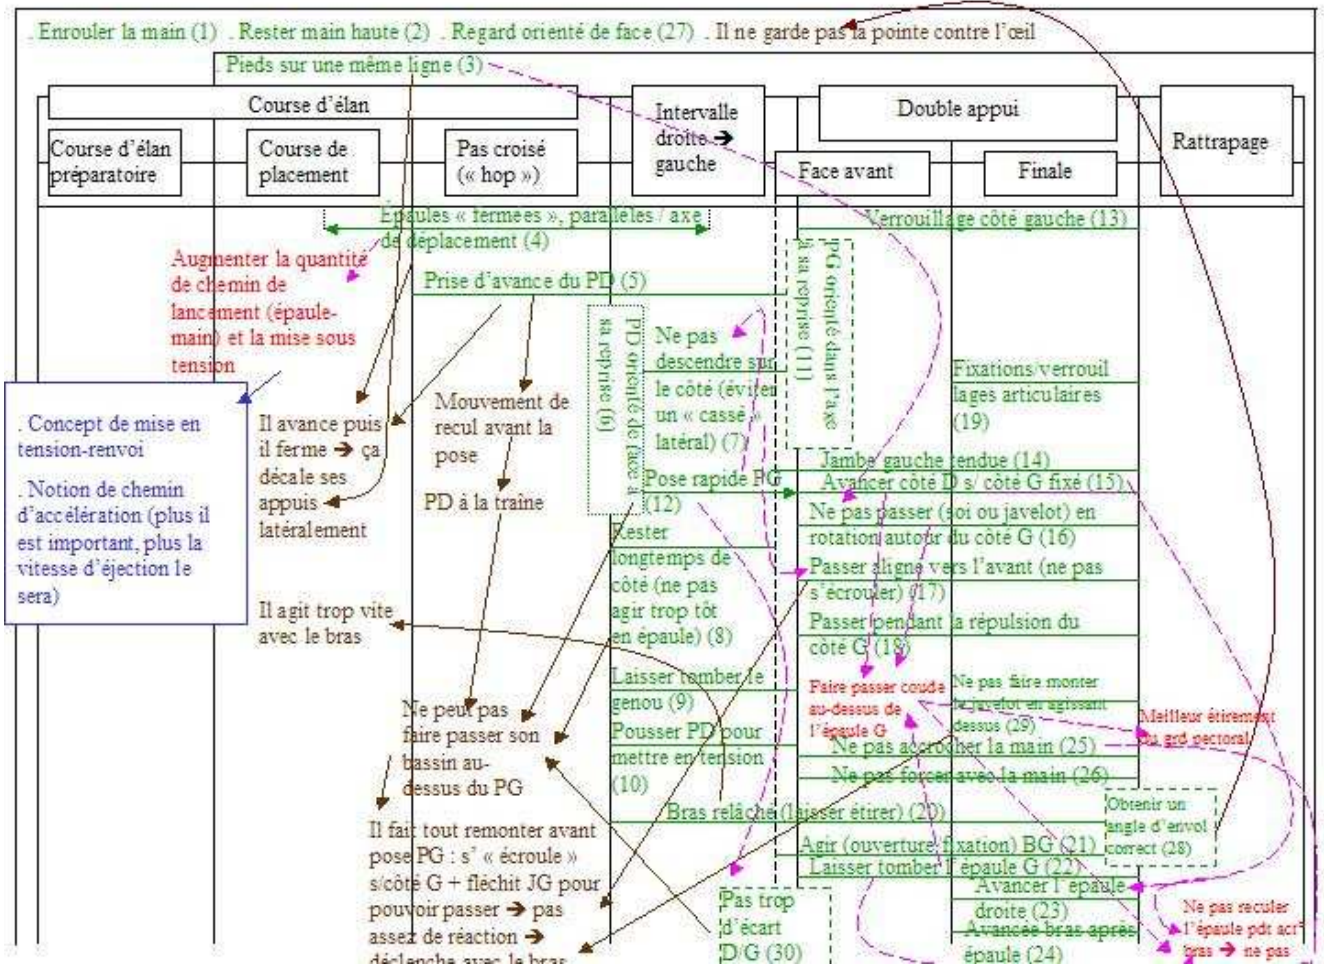 . Enrouler la main (1) . Rester main haute (2) . Regard orienté de face (27) . Il ne garde pas la pointe contre l'œil
. Pieds sur une même ligne (3)
Course d'élan
Intervalle
droite ➔
gauche
Double appui
Rattrapage
Course d'élan
préparatoire
Course de
placement
Pas croisé
(« hop »)
Face avant
Finale
Épaules « fermées », parallèles / axe
de déplacement (4)
Verrouillage côté gauche (13)
Augmenter la quantité
de chemin de
lancement (épaule-
main) et la mise sous
tension
Prise d'avance du PD (5)
PD orienté de face à
sa reprise (6)
Ne pas
descendre sur
le côté (éviter
un « cassé »
latéral) (7)
PG orienté dans l'axe
à sa reprise (11)
Fixations/verrouil
lages articulaires
(19)
. Concept de mise en
tension-renvoi
. Notion de chemin
d'accélération (plus il
est important, plus la
vitesse d'éjection le
sera)
Il avance puis
il ferme ➔ ça
décale ses
appuis
latéralement
Mouvement de
recul avant la
pose
PD à la traîne
Pose rapide PG
(12)
Jambe gauche tendue (14)
Avancer côté D s/ côté G fixé (15)
Ne pas passer (soi ou javelot) en
rotation autour du côté G (16)
Rester
longtemps de
côté (ne pas
agir trop tôt
en épaule) (8)
Passer aligné vers l'avant (ne pas
s'écrouler) (17)
Passer pendant la répulsion du
côté G (18)
Il agit trop vite
avec le bras
Laisser tomber le
genou (9)
Faire passer coude
au-dessus de
l'épaule G
Ne pas faire monter
le javelot en agissant
dessus (29)
Meilleur étirement
du grd pectoral
Ne peut pas
faire passer son
bassin au-
dessus du PG
Pousser PD pour
mettre en tension
(10)
Ne pas accrocher la main (25)
Ne pas forcer avec la main (26)
Bras relâché (laisser étirer) (20)
Obtenir un
angle d'envol
correct (28)
Il fait tout remonter avant
pose PG : s' « écroule »
s/côté G + fléchit JG pour
pouvoir passer ➔ pas
assez de réaction ➔
déclenche avec le bras
Agir (ouverture/fixation) BG (21)
Laisser tomber l'épaule G (22)
Avancer l'épaule
droite (23)
Avancée bras après
épaule (24)
Pas trop
d'écart
D/G (30)
Ne pas reculer
l'épaule pdt act°
bras ➔ ne pas